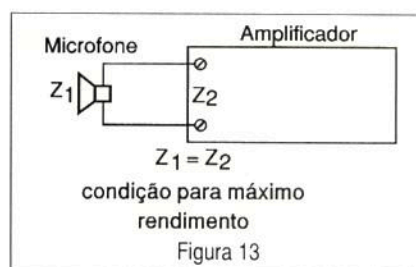 Amplificador
Microfone
Z1
Z2
Z1 = Z2
condição para máximo
rendimento
Figura 13